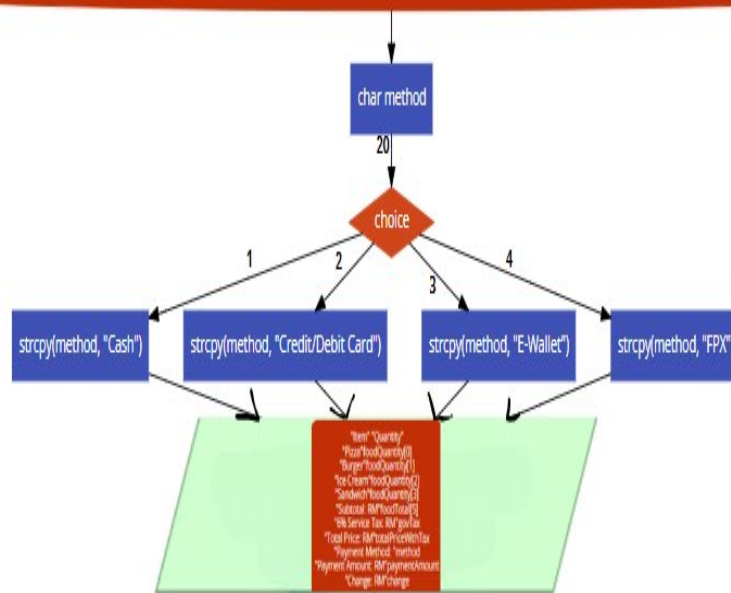 char method
20
choice
1
2
3
4
strcpy(method, "Cash")
strcpy(method, "Credit/Debit Card")
strcpy(method, "E-Wallet")
strcpy(method, "FPX"
"Item" "Quantity"
"Pizza"foodQuantity[0]
"Burger"foodQuantity[1]
"Ice Cream"foodQuantity[2]
"Sandwich"foodQuantity[3]
"Subtotal: RM"foodTotal[5]
"6% Service Tax: RM"govTax
"Total Price: RM"totalPriceWithTax
"Payment Method: "method
"Payment Amount: RM"paymentAmount
"Change: RM"change